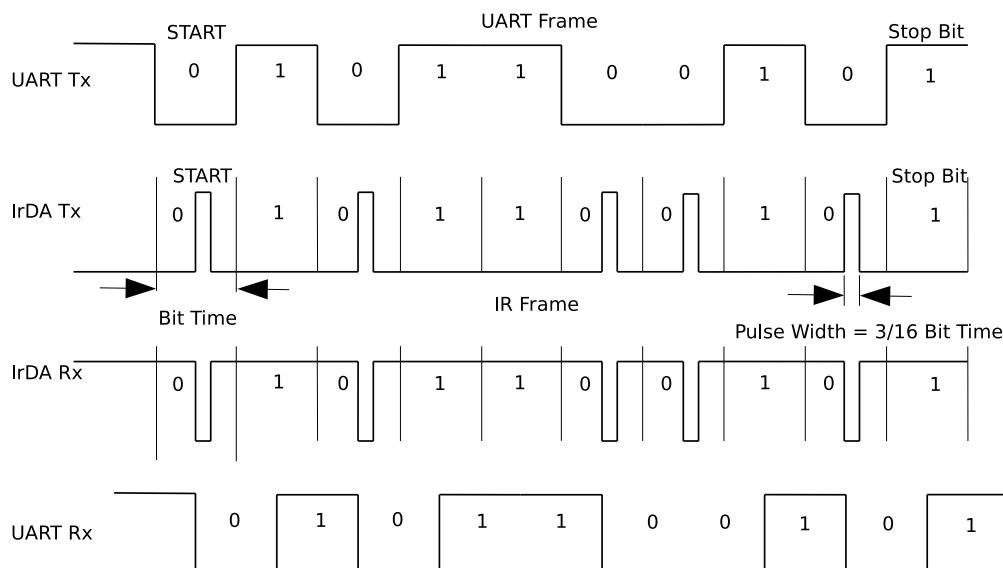 UART Frame
START
Stop Bit
UART Tx
0 1 0 1 1 0 0 1 0 1
START
Stop Bit
IrDA Tx
0 1 0 1 1 0 0 1 0 1
Bit Time
IR Frame
Pulse Width = 3/16 Bit Time
IrDA Rx
0 1 0 1 1 0 0 1 0 1
UART Rx
0 1 0 1 1 0 0 1 0 1